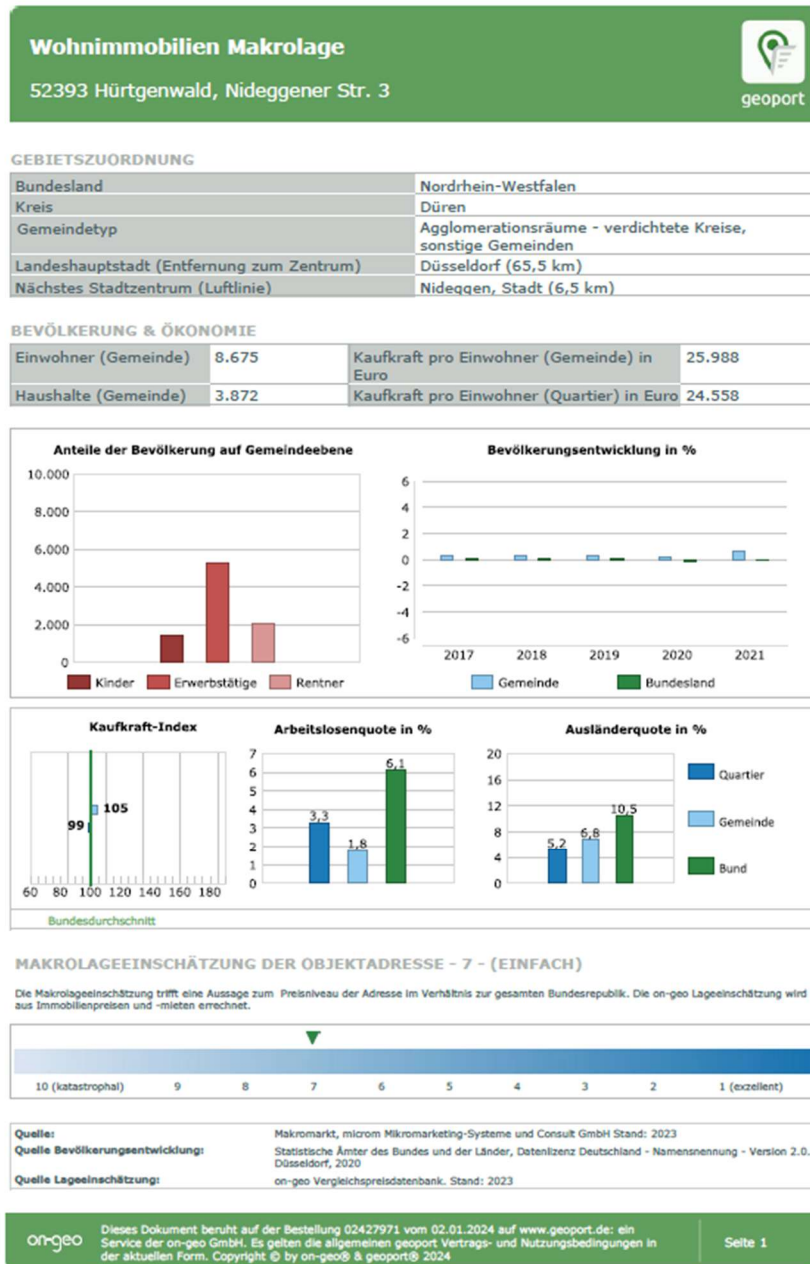 Wohnimmobilien Makrolage
52393 Hürtgenwald, Nideggener Str. 3
geoport
GEBIETSZUORDNUNG
Bundesland Nordrhein-Westfalen
Kreis Düren
Gemeindetyp Agglomerationsräume - verdichtete Kreise,
sonstige Gemeinden
Landeshauptstadt (Entfernung zum Zentrum) Düsseldorf (65,5 km)
Nächstes Stadtzentrum (Luftlinie) Nideggen, Stadt (6,5 km)
BEVÖLKERUNG & ÖKONOMIE
Einwohner (Gemeinde) 8.675 Kaufkraft pro Einwohner (Gemeinde) in 25.988
Euro
Haushalte (Gemeinde) 3.872 Kaufkraft pro Einwohner (Quartier) in Euro 24.558
Anteile der Bevölkerung auf Gemeindeebene
10.000
8.000
6.000
4.000
2.000
0
Kinder Erwerbstätige Rentner
Bevölkerungsentwicklung in %
6
4
2
0
-2
-4
-6
2017 2018 2019 2020 2021
Gemeinde Bundesland
Kaufkraft-Index
105
99
60 80 100 120 140 160 180
Bundesdurchschnitt
Arbeitslosenquote in %
7
6
5
4
3
2
1
0
3,3 1,8 6,1
Ausländerquote in %
20
16
12
8
4
0
5,2 6,8 10,5
Quartier
Gemeinde
Bund
MAKROLAGEEINSCHÄTZUNG DER OBJEKTADRESSE - 7 - (EINFACH)
Die Makrolageeinschätzung trifft eine Aussage zum Preisniveau der Adresse im Verhältnis zur gesamten Bundesrepublik. Die on-geo Lageeinschätzung wird
aus Immobilienpreisen und -mieten errechnet.
10 (katastrophal) 9 8 7 6 5 4 3 2 1 (exzellent)
Quelle: Makromarkt, microm Mikromarketing-Systeme und Consult GmbH Stand: 2023
Quelle Bevölkerungsentwicklung: Statistische Ämter des Bundes und der Länder, Datenlizenz Deutschland - Namensnennung - Version 2.0.
Düsseldorf, 2020
Quelle Lageeinschätzung: on-geo Vergleichspreisdatenbank. Stand: 2023
on-geo
Dieses Dokument beruht auf der Bestellung 02427971 vom 02.01.2024 auf www.geoport.de: ein
Service der on-geo GmbH. Es gelten die allgemeinen geoport Vertrags- und Nutzungsbedingungen in
der aktuellen Form. Copyright © by on-geo® & geoport® 2024
Seite 1